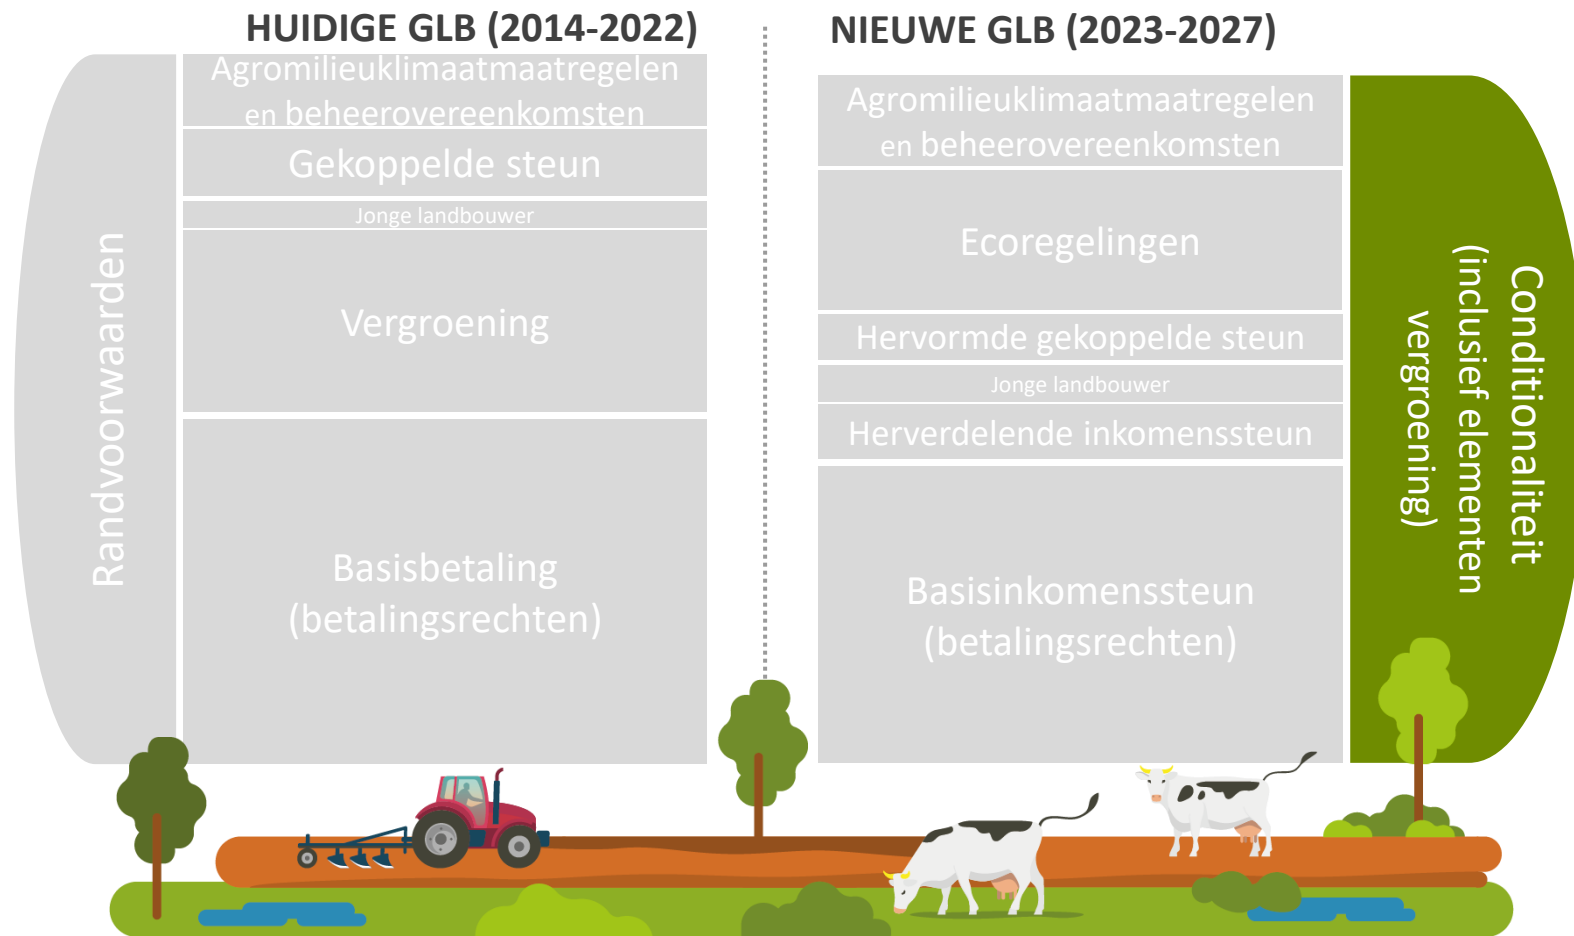 HUIDIGE GLB (2014-2022)
Randvoorwaarden
Agromilieuklimaatmaatregelen
en beheerovereenkomsten
Gekoppelde steun
Jonge landbouwer
Vergroening
Basisbetaling
(betalingsrechten)
NIEUWE GLB (2023-2027)
Agromilieuklimaatmaatregelen
en beheerovereenkomsten
Ecoregelingen
Hervormde gekoppelde steun
Jonge landbouwer
Herverdelende inkomenssteun
Basisinkomenssteun
(betalingsrechten)
Conditionaliteit
(inclusief elementen
vergroening)